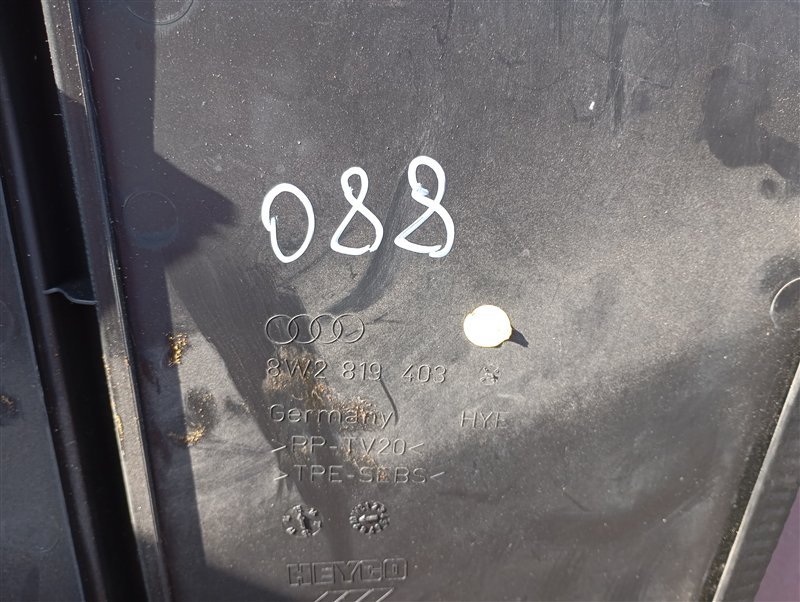 088
8W2 819 403
Germany HYE
>PP-TV20<
>TPE-SEBS<
HEYCO